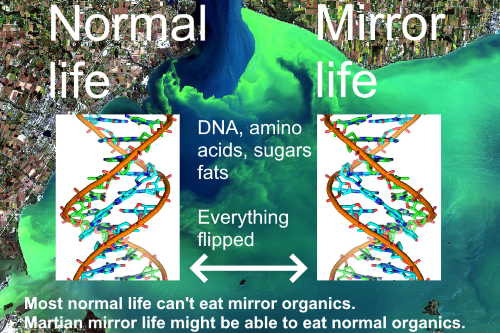 Normal life
Mirror life
DNA, amino
acids, sugars
fats
Everything
flipped
Most normal life can't eat mirror organics.
Martian mirror life might be able to eat normal organics.